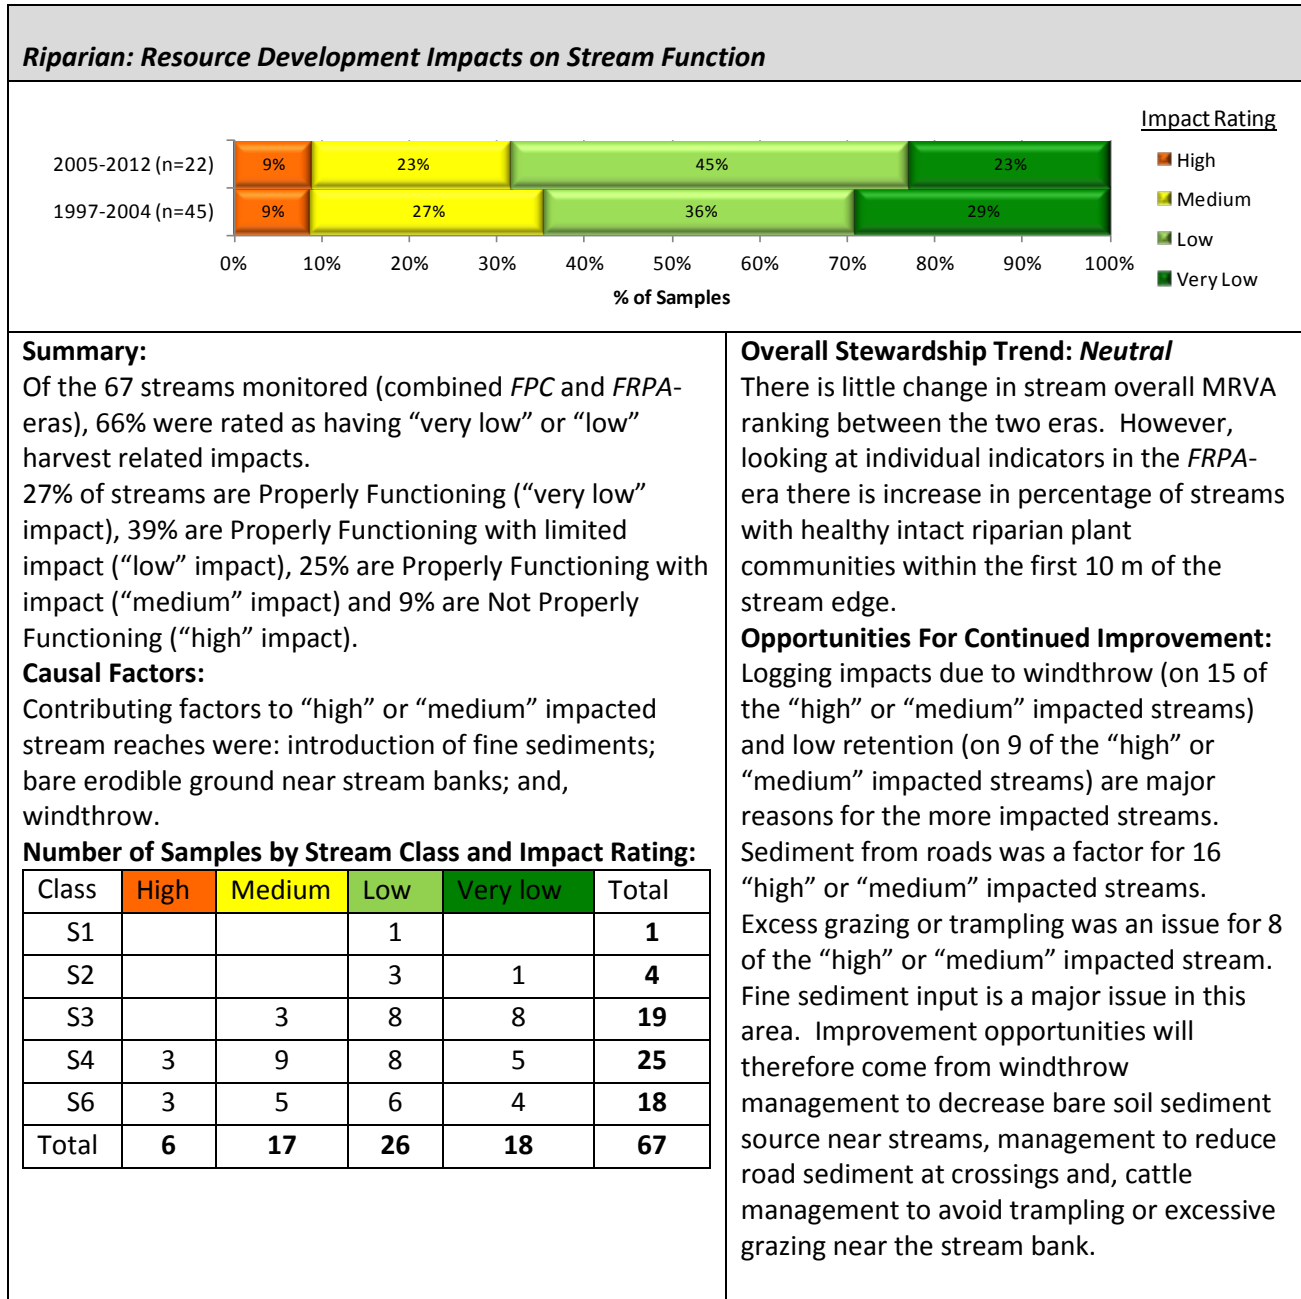 Riparian: Resource Development Impacts on Stream Function
Impact Rating
2005-2012 (n=22) 9% 23% 45% 23%
1997-2004 (n=45) 9% 27% 36% 29%
High
Medium
Low
Very Low
0% 10% 20% 30% 40% 50% 60% 70% 80% 90% 100%
% of Samples
Summary:
Of the 67 streams monitored (combined FPC and FRPA-
eras), 66% were rated as having “very low” or “low”
harvest related impacts.
27% of streams are Properly Functioning (“very low”
impact), 39% are Properly Functioning with limited
impact (“low” impact), 25% are Properly Functioning with
impact (“medium” impact) and 9% are Not Properly
Functioning (“high” impact).
Causal Factors:
Contributing factors to “high” or “medium” impacted
stream reaches were: introduction of fine sediments;
bare erodible ground near stream banks; and,
windthrow.
Number of Samples by Stream Class and Impact Rating:
Class High Medium Low Very low Total
S1 1 1
S2 3 1 4
S3 3 8 8 19
S4 3 9 8 5 25
S6 3 5 6 4 18
Total 6 17 26 18 67
Overall Stewardship Trend: Neutral
There is little change in stream overall MRVA
ranking between the two eras.  However,
looking at individual indicators in the FRPA-
era there is increase in percentage of streams
with healthy intact riparian plant
communities within the first 10 m of the
stream edge.
Opportunities For Continued Improvement:
Logging impacts due to windthrow (on 15 of
the “high” or “medium” impacted streams)
and low retention (on 9 of the “high” or
“medium” impacted streams) are major
reasons for the more impacted streams.
Sediment from roads was a factor for 16
“high” or “medium” impacted streams.
Excess grazing or trampling was an issue for 8
of the “high” or “medium” impacted stream.
Fine sediment input is a major issue in this
area.  Improvement opportunities will
therefore come from windthrow
management to decrease bare soil sediment
source near streams, management to reduce
road sediment at crossings and, cattle
management to avoid trampling or excessive
grazing near the stream bank.